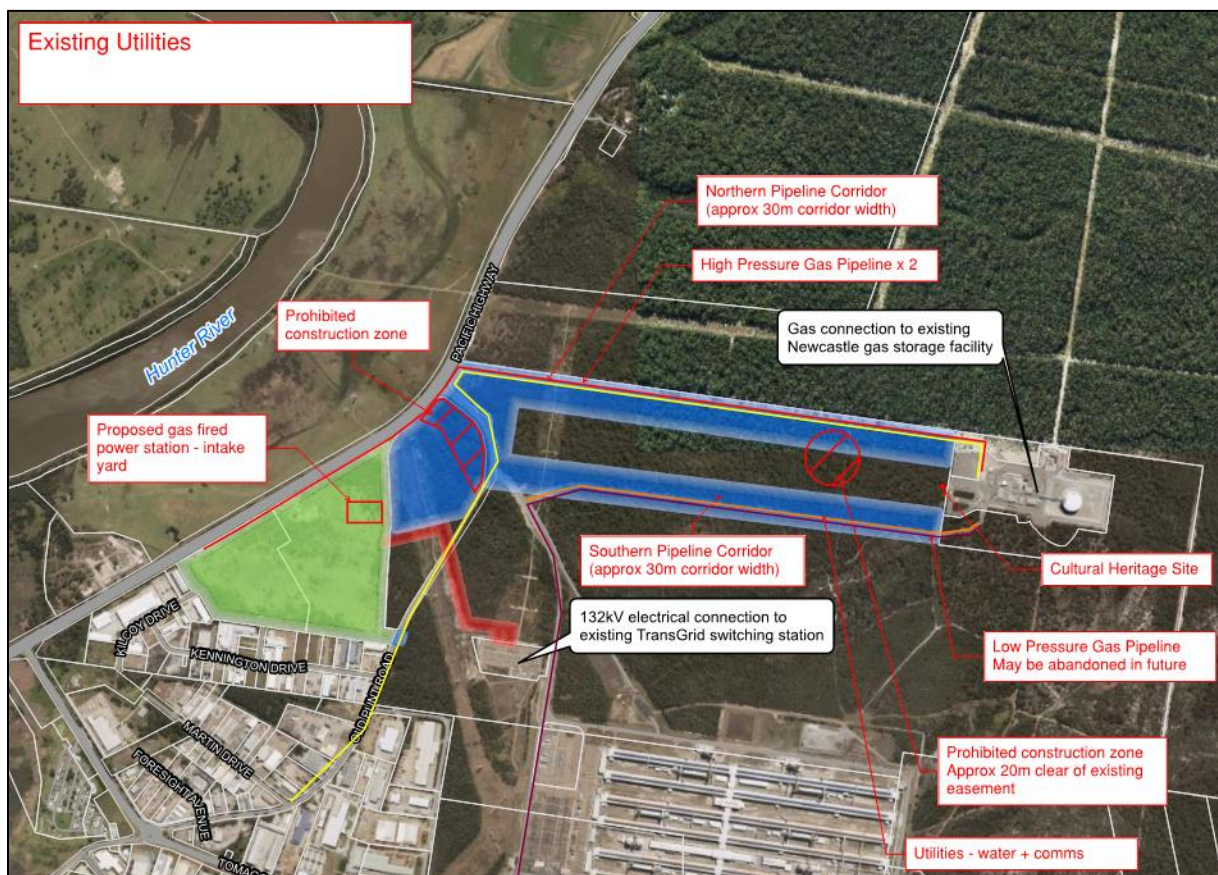 Existing Utilities
Northern Pipeline Corridor
(approx 30m corridor width)
High Pressure Gas Pipeline x 2
PACIFIC HIGHWAY
Prohibited
construction zone
Gas connection to existing
Newcastle gas storage facility
Hunter River
Proposed gas fired
power station - intake
yard
Southern Pipeline Corridor
(approx 30m corridor width)
Cultural Heritage Site
132kV electrical connection to
existing TransGrid switching station
KILCOY DRIVE
KENNINGTON DRIVE
OLD PUNT ROAD
Low Pressure Gas Pipeline
May be abandoned in future
MARTIN DRIVE
FORESIGHT AVENUE
Prohibited construction zone
Approx 20m clear of existing
easement
Utilities - water + comms